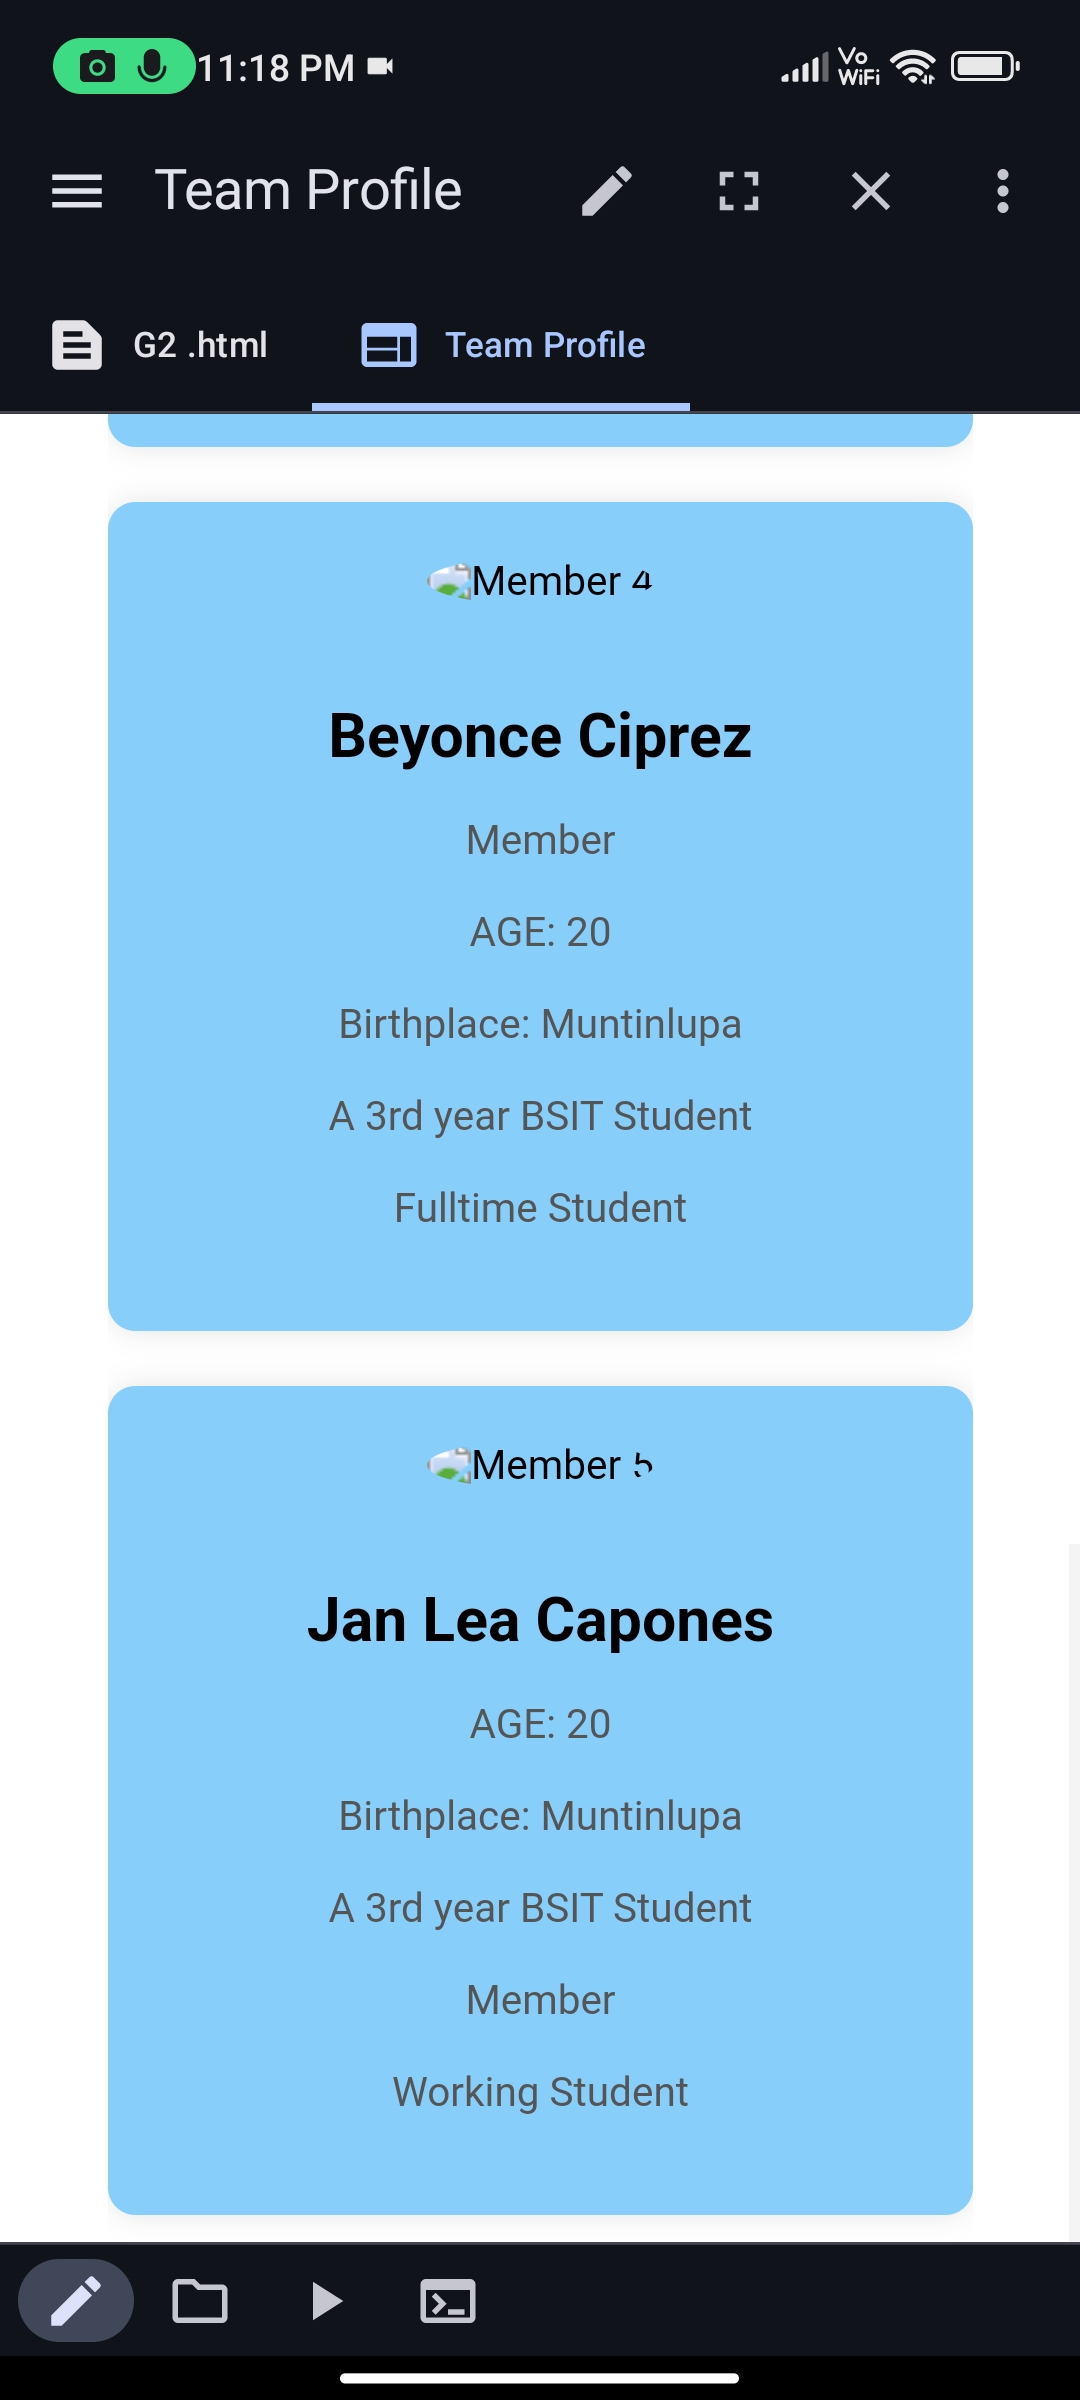 11:18 PM
Vo
WiFi
Team Profile
G2 .html
Team Profile
Member 4
Beyonce Ciprez
Member
AGE: 20
Birthplace: Muntinlupa
A 3rd year BSIT Student
Fulltime Student
Member 5
Jan Lea Capones
AGE: 20
Birthplace: Muntinlupa
A 3rd year BSIT Student
Member
Working Student